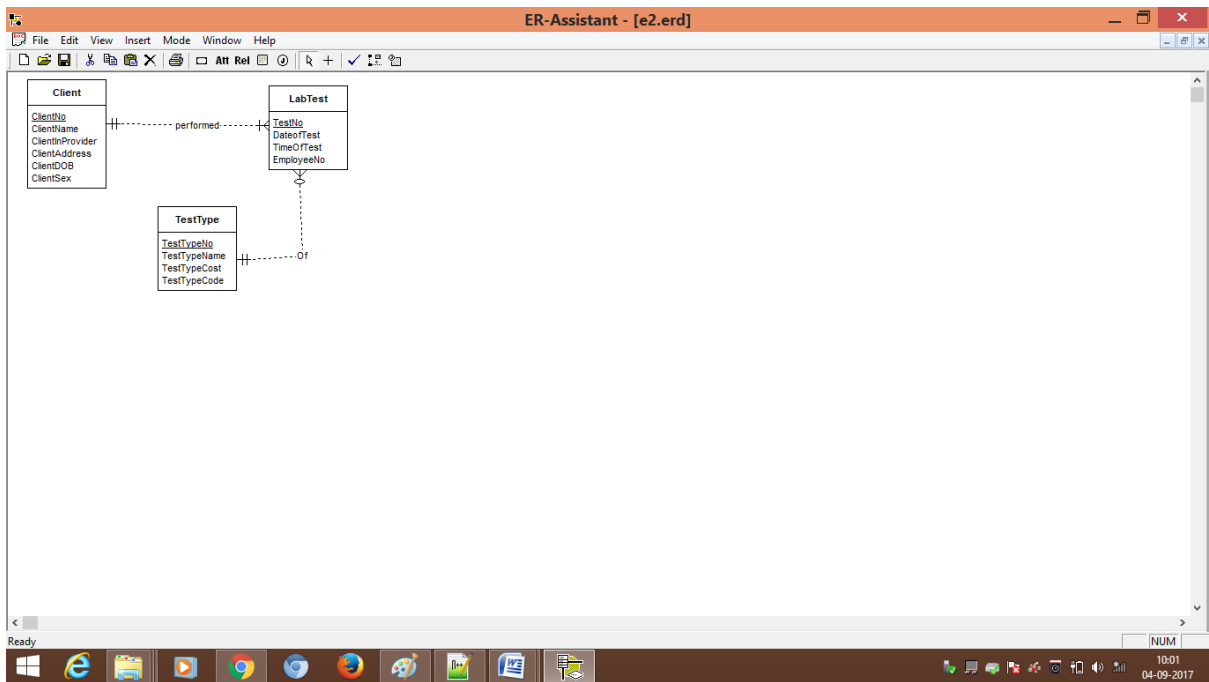 ER-Assistant - [e2.erd]
File Edit View Insert Mode Window Help
Att Rel
Client
ClientNo
ClientName
ClientInProvider
ClientAddress
ClientDOB
ClientSex
performed
LabTest
TestNo
DateofTest
TimeOfTest
EmployeeNo
TestType
TestTypeNo
TestTypeName
TestTypeCost
TestTypeCode
Of
Ready
NUM
10:01
04-09-2017